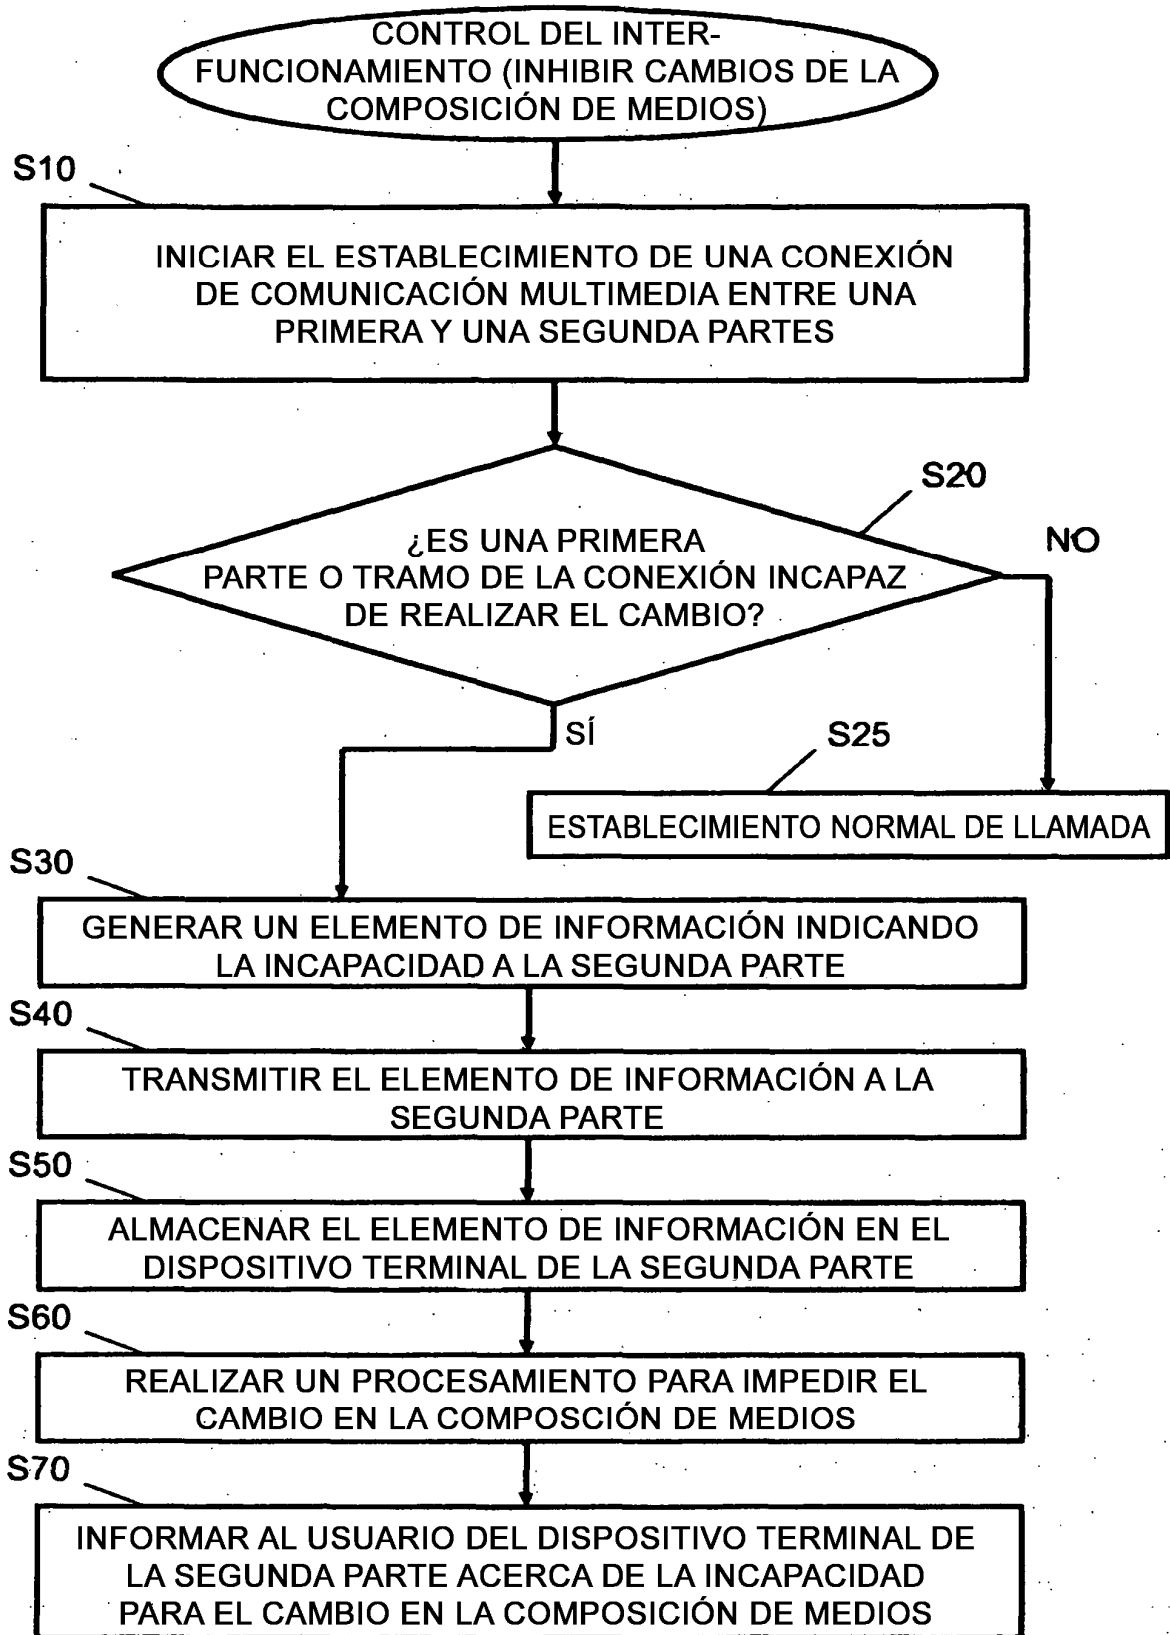 CONTROL DEL INTER-
FUNCIONAMIENTO (INHIBIR CAMBIOS DE LA
COMPOSICIÓN DE MEDIOS)
S10
INICIAR EL ESTABLECIMIENTO DE UNA CONEXIÓN
DE COMUNICACIÓN MULTIMEDIA ENTRE UNA
PRIMERA Y UNA SEGUNDA PARTES
S20
NO
¿ES UNA PRIMERA
PARTE O TRAMO DE LA CONEXIÓN INCAPAZ
DE REALIZAR EL CAMBIO?
SÍ
S25
ESTABLECIMIENTO NORMAL DE LLAMADA
S30
GENERAR UN ELEMENTO DE INFORMACIÓN INDICANDO
LA INCAPACIDAD A LA SEGUNDA PARTE
S40
TRANSMITIR EL ELEMENTO DE INFORMACIÓN A LA
SEGUNDA PARTE
S50
ALMACENAR EL ELEMENTO DE INFORMACIÓN EN EL
DISPOSITIVO TERMINAL DE LA SEGUNDA PARTE
S60
REALIZAR UN PROCESAMIENTO PARA IMPEDIR EL
CAMBIO EN LA COMPOSCIÓN DE MEDIOS
S70
INFORMAR AL USUARIO DEL DISPOSITIVO TERMINAL DE
LA SEGUNDA PARTE ACERCA DE LA INCAPACIDAD
PARA EL CAMBIO EN LA COMPOSICIÓN DE MEDIOS